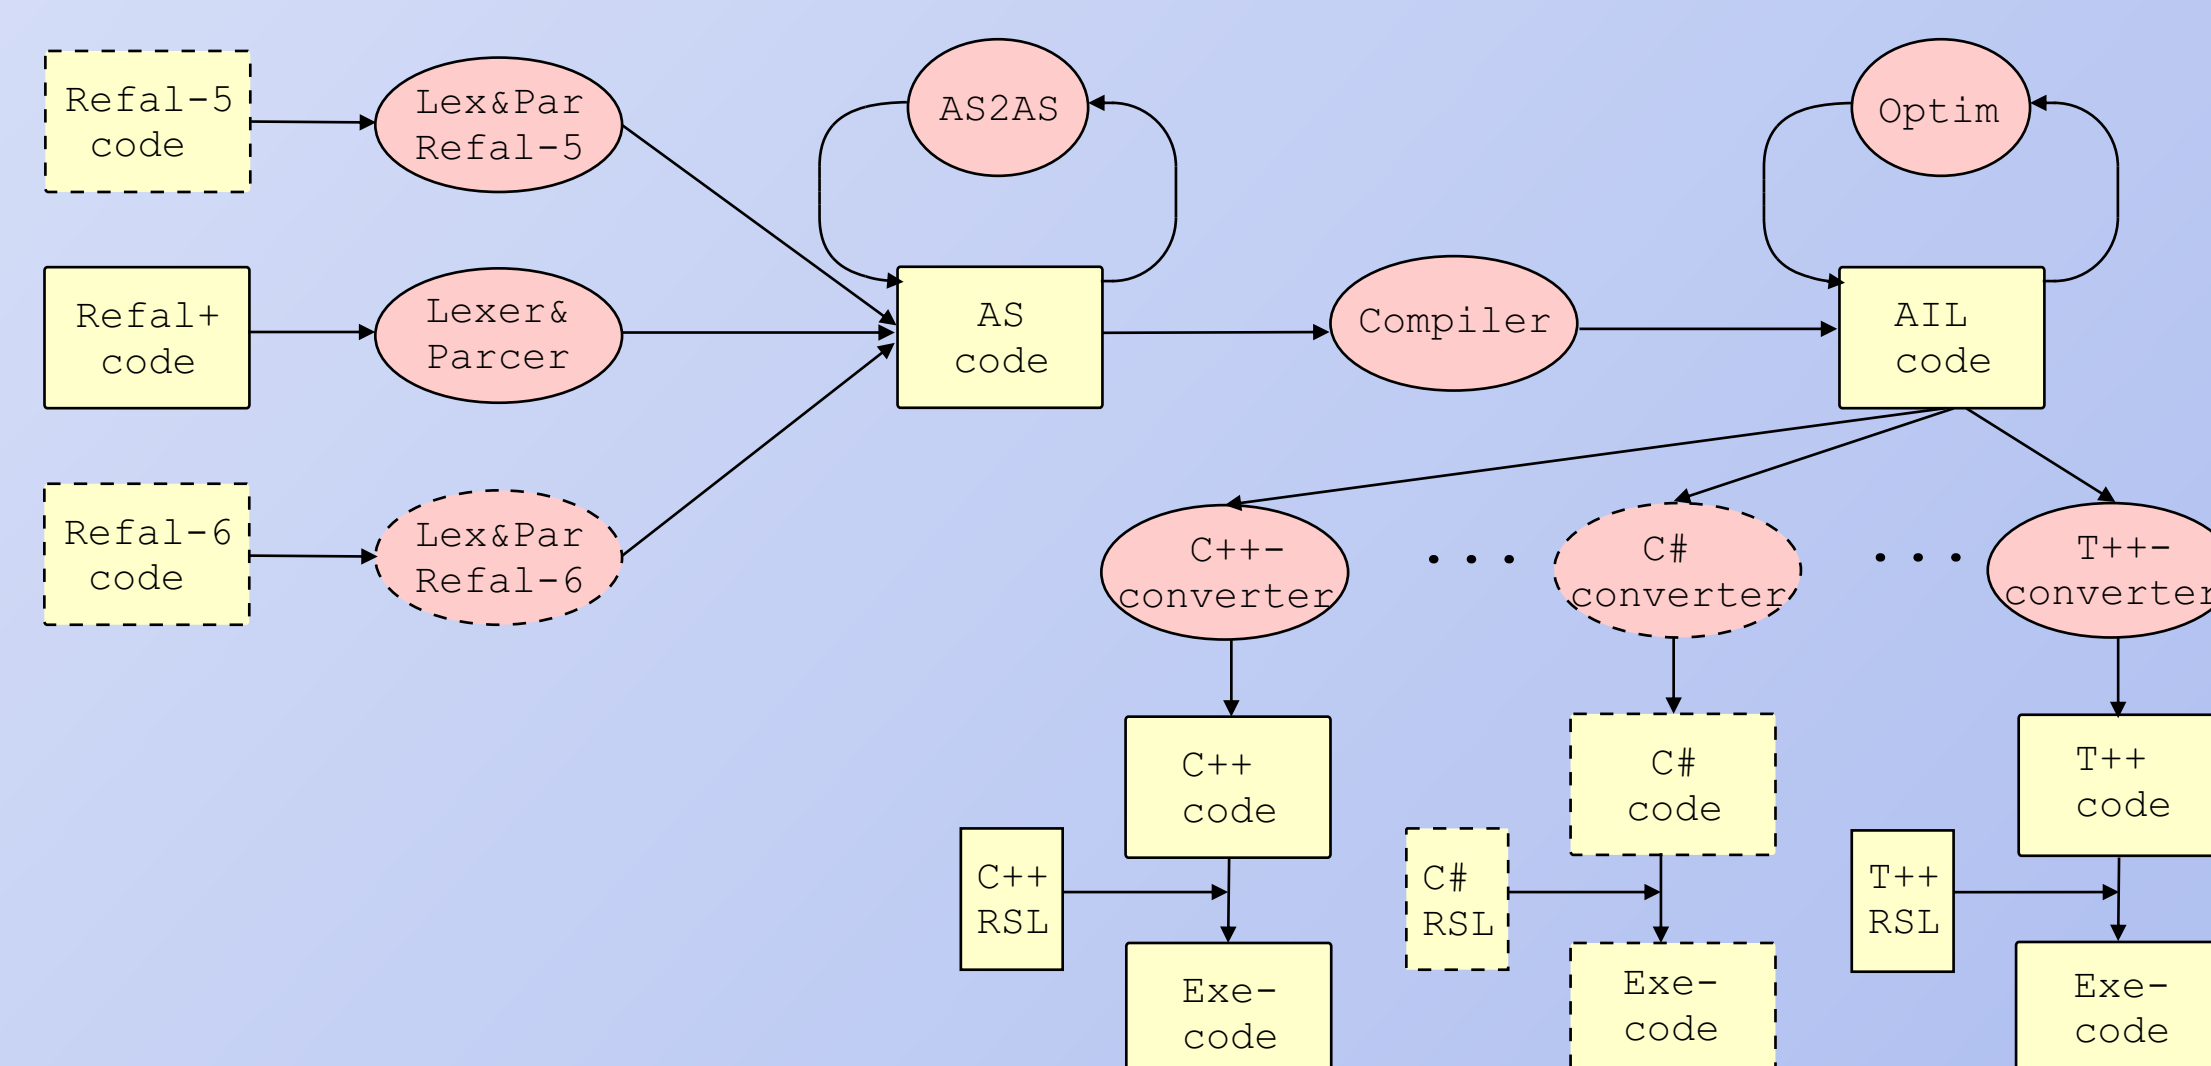 Refal-5
code
Lex&Par
Refal-5
AS2AS
Optim
Refal+
code
Lexer&
Parcer
AS
code
Compiler
AIL
code
Refal-6
code
Lex&Par
Refal-6
C++-
converter
. . .
C#
converter
. . .
T++-
converter
C++
code
C#
code
T++
code
C++
RSL
C#
RSL
T++
RSL
Exe-
code
Exe-
code
Exe-
code